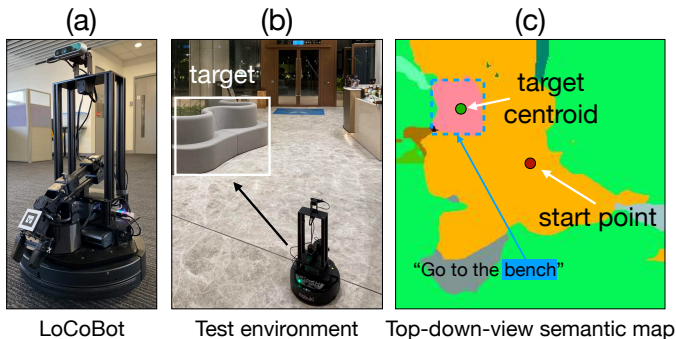 (a)
(b)
(c)
target
target
centroid
start point
“Go to the bench”
LoCoBot
Test environment
Top-down-view semantic map